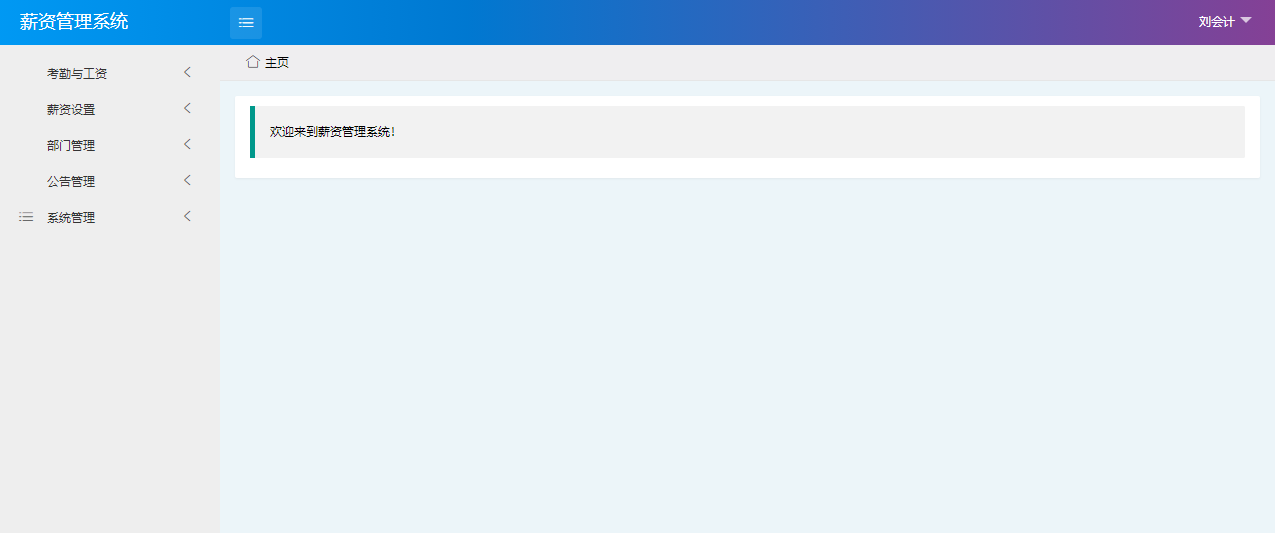 薪资管理系统
刘会计
考勤与工资
薪资设置
部门管理
公告管理
系统管理
主页
欢迎来到薪资管理系统！